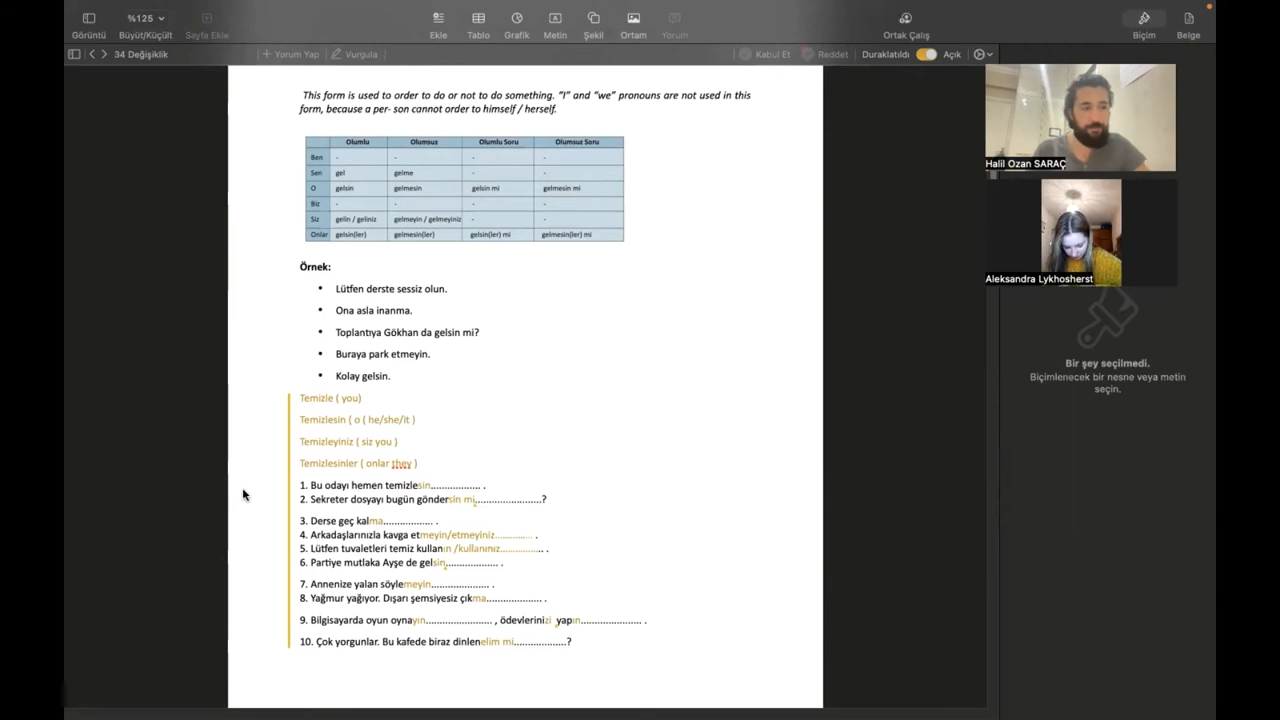 %125
Görüntü
Büyüt/Küçült
Sayfa Ekle
Ekle
Tablo
Grafik
Metin
Şekil
Ortam
Yorum
Ortak Çalış
Biçim
Belge
34 Değişiklik
Yorum Yap
Vurgula
Kabul Et
Reddet
Duraklatıldı
Açık
This form is used to order to do or not to do something. "I" and "we" pronouns are not used in this
form, because a per- son cannot order to himself / herself.
Olumlu Olumsuz Olumlu Soru Olumsuz Soru
Ben - - - -
Sen gel gelme - -
O gelsin gelmesin gelsin mi gelmesin mi
Biz - - - -
Siz gelin / geliniz gelmeyin / gelmeyiniz - -
Onlar gelsin(ler) gelmesin(ler) gelsin(ler) mi gelmesin(ler) mi
Örnek:
• Lütfen derste sessiz olun.
• Ona asla inanma.
• Toplantıya Gökhan da gelsin mi?
• Buraya park etmeyin.
• Kolay gelsin.
Temizle ( you)
Temizlesin ( o ( he/she/it )
Temizleyiniz ( siz you )
Temizlesinler ( onlar they )
1. Bu odayı hemen temizlesin.................. .
2. Sekreter dosyayı bugün göndersin mi........................?
3. Derse geç kalma.................. .
4. Arkadaşlarınızla kavga etmeyin/etmeyiniz.............. .
5. Lütfen tuvaletleri temiz kullanın /kullanınız................ .
6. Partiye mutlaka Ayşe de gelsin................... .
7. Annenize yalan söylemeyin..................... .
8. Yağmur yağıyor. Dışarı şemsiyesiz çıkma.................... .
9. Bilgisayarda oyun oynayın........................ , ödevlerinizi yapın...................... .
10. Çok yorgunlar. Bu kafede biraz dinlenelim mi...................?
Halil Ozan SARAÇ
Aleksandra Lykhosherst
Bir şey seçilmedi.
Biçimlenecek bir nesne veya metin
seçin.